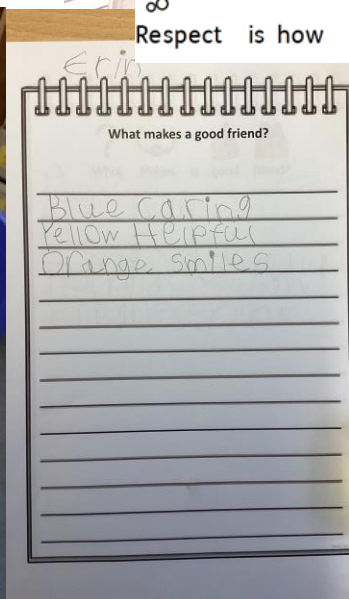 Respect is how
Erin
What makes a good friend?
Blue caring
Yellow Helpful
Orange smiles